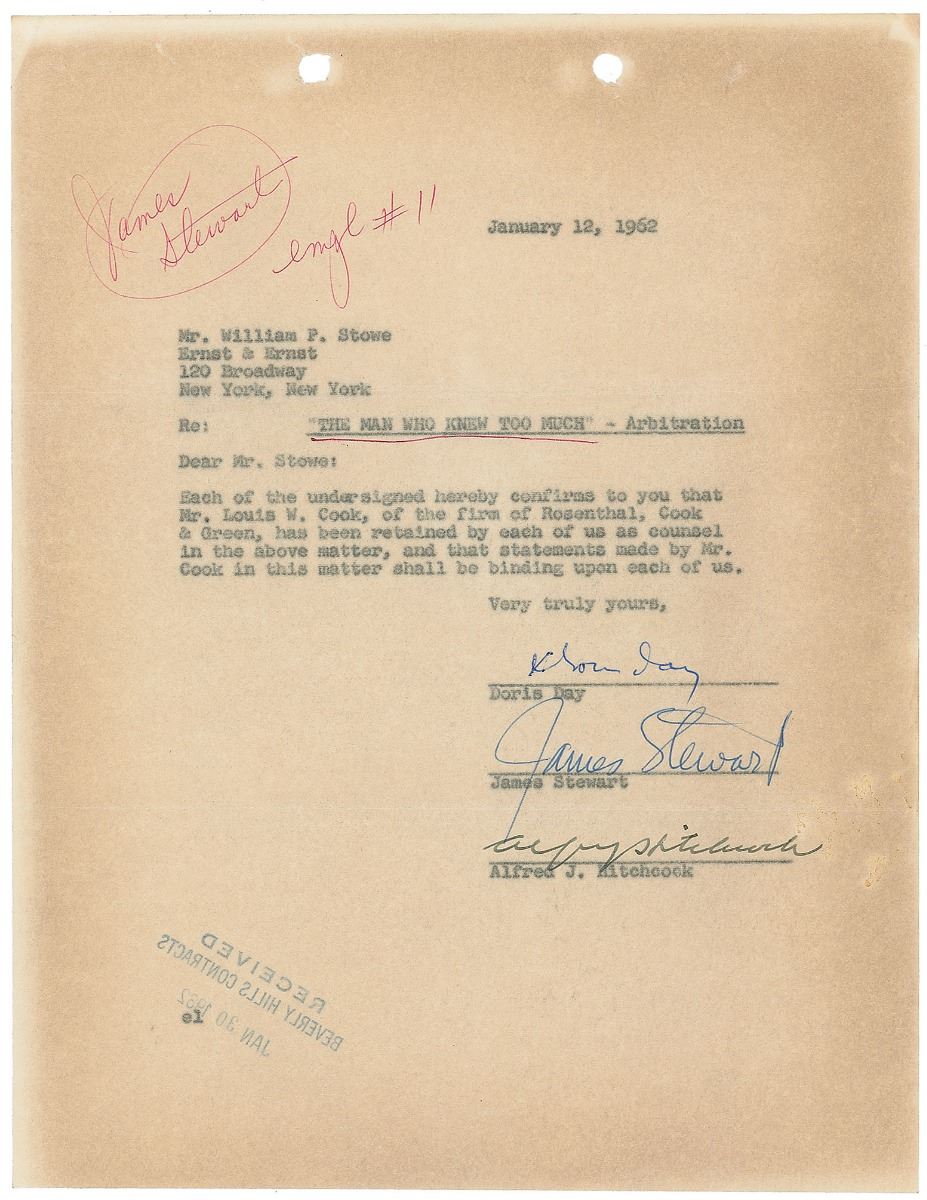 James
Stewart
empl # 11
January 12, 1962
Mr. William P. Stowe
Ernst & Ernst
120 Broadway
New York, New York
Re: "THE MAN WHO KNEW TOO MUCH" - Arbitration
Dear Mr. Stowe:
Each of the undersigned hereby confirms to you that
Mr. Louis W. Cook, of the firm of Rosenthal, Cook
& Green, has been retained by each of us as counsel
in the above matter, and that statements made by Mr.
Cook in this matter shall be binding upon each of us.
Very truly yours,
Doris Day
Doris Day
James Stewart
James Stewart
Alfred J Hitchcock
Alfred J. Hitchcock
RECEIVED
BEVERLY HILLS CONTRACTS
JAN 30 1962
el